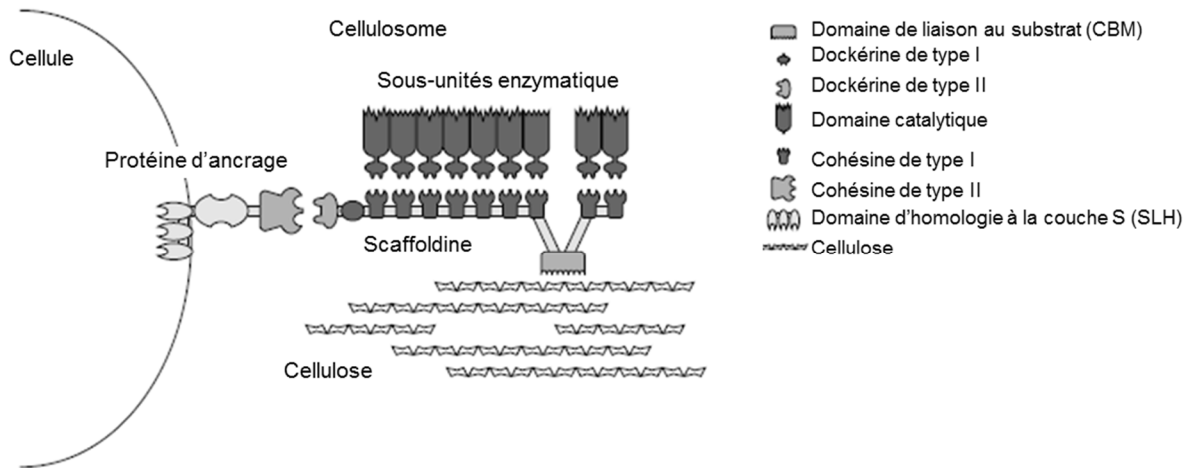 Cellule
Cellulosome
Sous-unités enzymatique
Protéine d'ancrage
Scaffoldine
Cellulose
Domaine de liaison au substrat (CBM)
Dockérine de type I
Dockérine de type II
Domaine catalytique
Cohésine de type I
Cohésine de type II
Domaine d'homologie à la couche S (SLH)
Cellulose